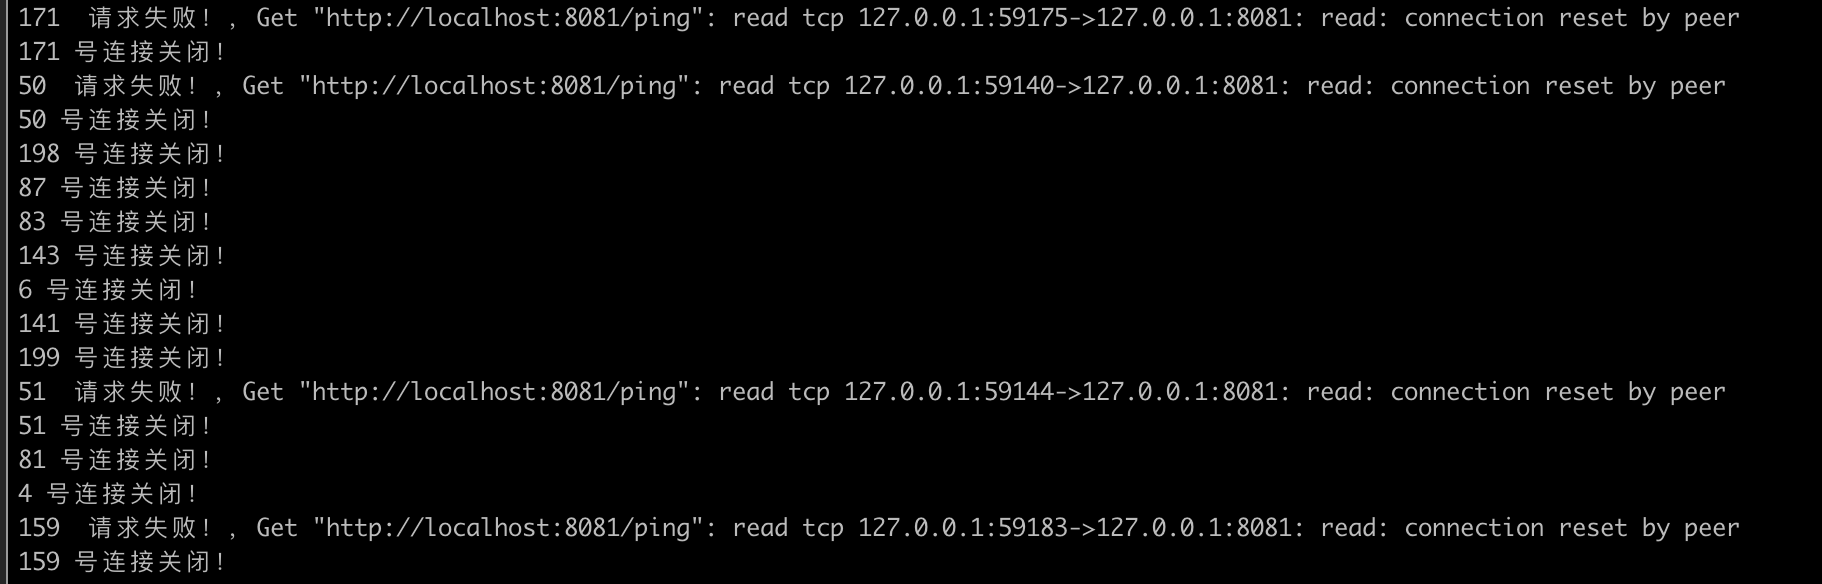 171  请求失败!, Get "http://localhost:8081/ping": read tcp 127.0.0.1:59175->127.0.0.1:8081: read: connection reset by peer
171 号连接关闭!
50  请求失败!, Get "http://localhost:8081/ping": read tcp 127.0.0.1:59140->127.0.0.1:8081: read: connection reset by peer
50 号连接关闭!
198 号连接关闭!
87 号连接关闭!
83 号连接关闭!
143 号连接关闭!
6 号连接关闭!
141 号连接关闭!
199 号连接关闭!
51  请求失败!, Get "http://localhost:8081/ping": read tcp 127.0.0.1:59144->127.0.0.1:8081: read: connection reset by peer
51 号连接关闭!
81 号连接关闭!
4 号连接关闭!
159  请求失败!, Get "http://localhost:8081/ping": read tcp 127.0.0.1:59183->127.0.0.1:8081: read: connection reset by peer
159 号连接关闭!